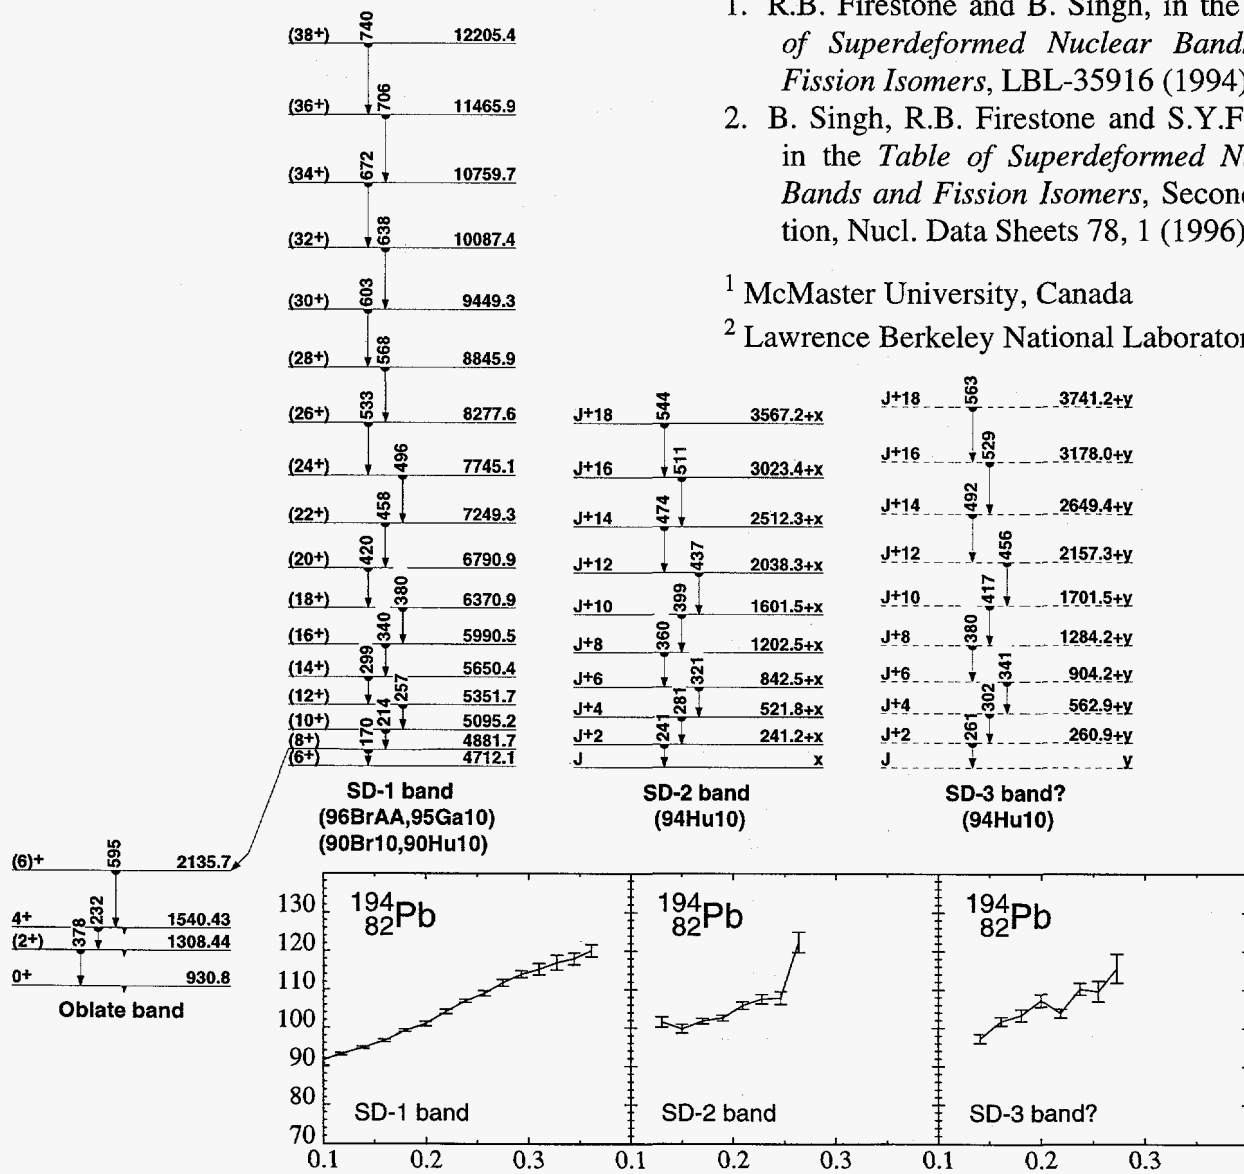 1. R.B. Firestone and B. Singh, in the
of Superdeformed Nuclear Bands
Fission Isomers, LBL-35916 (1994)
2. B. Singh, R.B. Firestone and S.Y.F
in the Table of Superdeformed N
Bands and Fission Isomers, Second
tion, Nucl. Data Sheets 78, 1 (1996)
1 McMaster University, Canada
2 Lawrence Berkeley National Laborator
(38+) 740 12205.4
(36+) 706 11465.9
(34+) 672 10759.7
(32+) 638 10087.4
(30+) 603 9449.3
(28+) 568 8845.9
(26+) 533 8277.6
(24+) 496 7745.1
(22+) 458 7249.3
(20+) 420 6790.9
(18+) 380 6370.9
(16+) 340 5990.5
(14+) 299 5650.4
(12+) 257 5351.7
(10+) 214 5095.2
(8+) 170 4881.7
(6+) 4712.1
SD-1 band
(96BrAA,95Ga10)
(90Br10,90Hu10)
J+18 544 3567.2+x
J+16 511 3023.4+x
J+14 474 2512.3+x
J+12 437 2038.3+x
J+10 399 1601.5+x
J+8 360 1202.5+x
J+6 321 842.5+x
J+4 281 521.8+x
J+2 241 241.2+x
J x
SD-2 band
(94Hu10)
J+18 563 3741.2+y
J+16 529 3178.0+y
J+14 492 2649.4+y
J+12 456 2157.3+y
J+10 417 1701.5+y
J+8 380 1284.2+y
J+6 341 904.2+y
J+4 302 562.9+y
J+2 261 260.9+y
J y
SD-3 band?
(94Hu10)
(6)+ 595 2135.7
4+ 232 1540.43
(2+) 378 1308.44
0+ 930.8
Oblate band
130
120
110
100
90
80
70
194 82 Pb
SD-1 band
194 82 Pb
SD-2 band
194 82 Pb
SD-3 band?
0.1 0.2 0.3 0.1 0.2 0.3 0.1 0.2 0.3